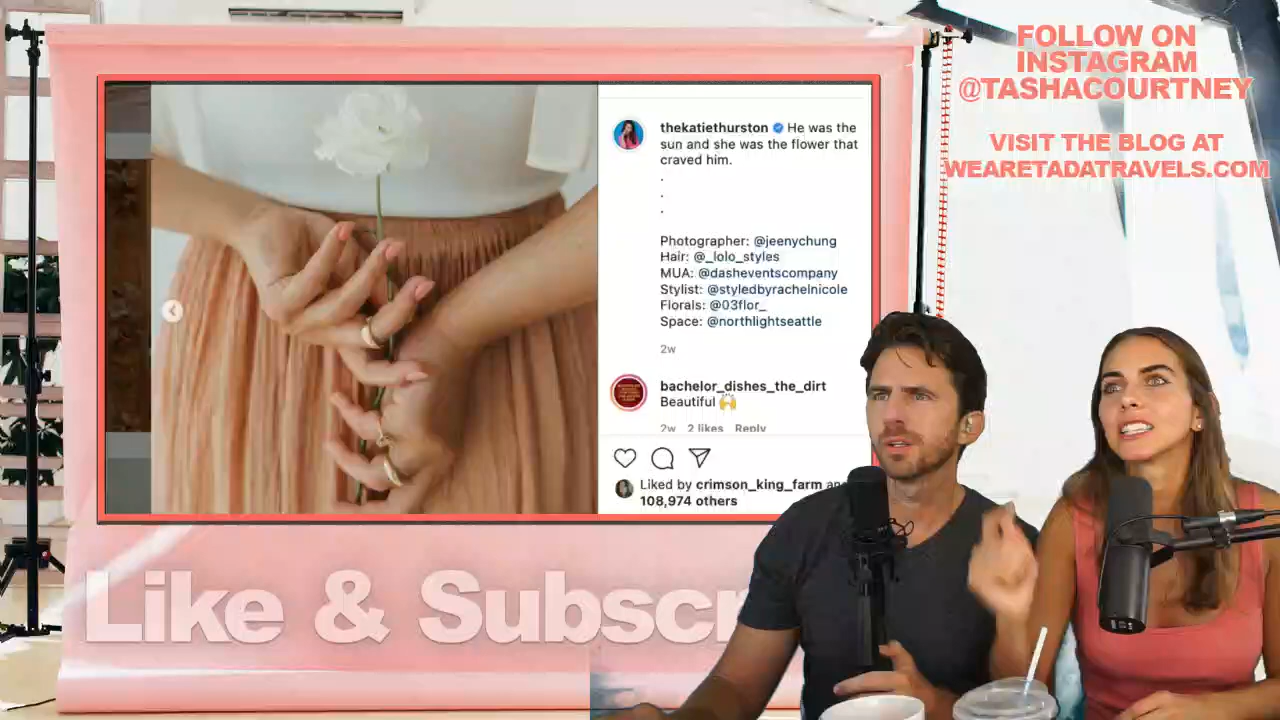 FOLLOW ON
INSTAGRAM
@TASHACOURTNEY
VISIT THE BLOG AT
WEARETADATRAVELS.COM
thekatiethurston He was the
sun and she was the flower that
craved him.
.
.
.
Photographer: @jeenychung
Hair: @_lolo_styles
MUA: @dasheventscompany
Stylist: @styledbyrachelnicole
Florals: @03flor_
Space: @northlightseattle
2w
bachelor_dishes_the_dirt
Beautiful 🙌
2w 2 likes Reply
Liked by crimson_king_farm an
108,974 others
Like & Subscr